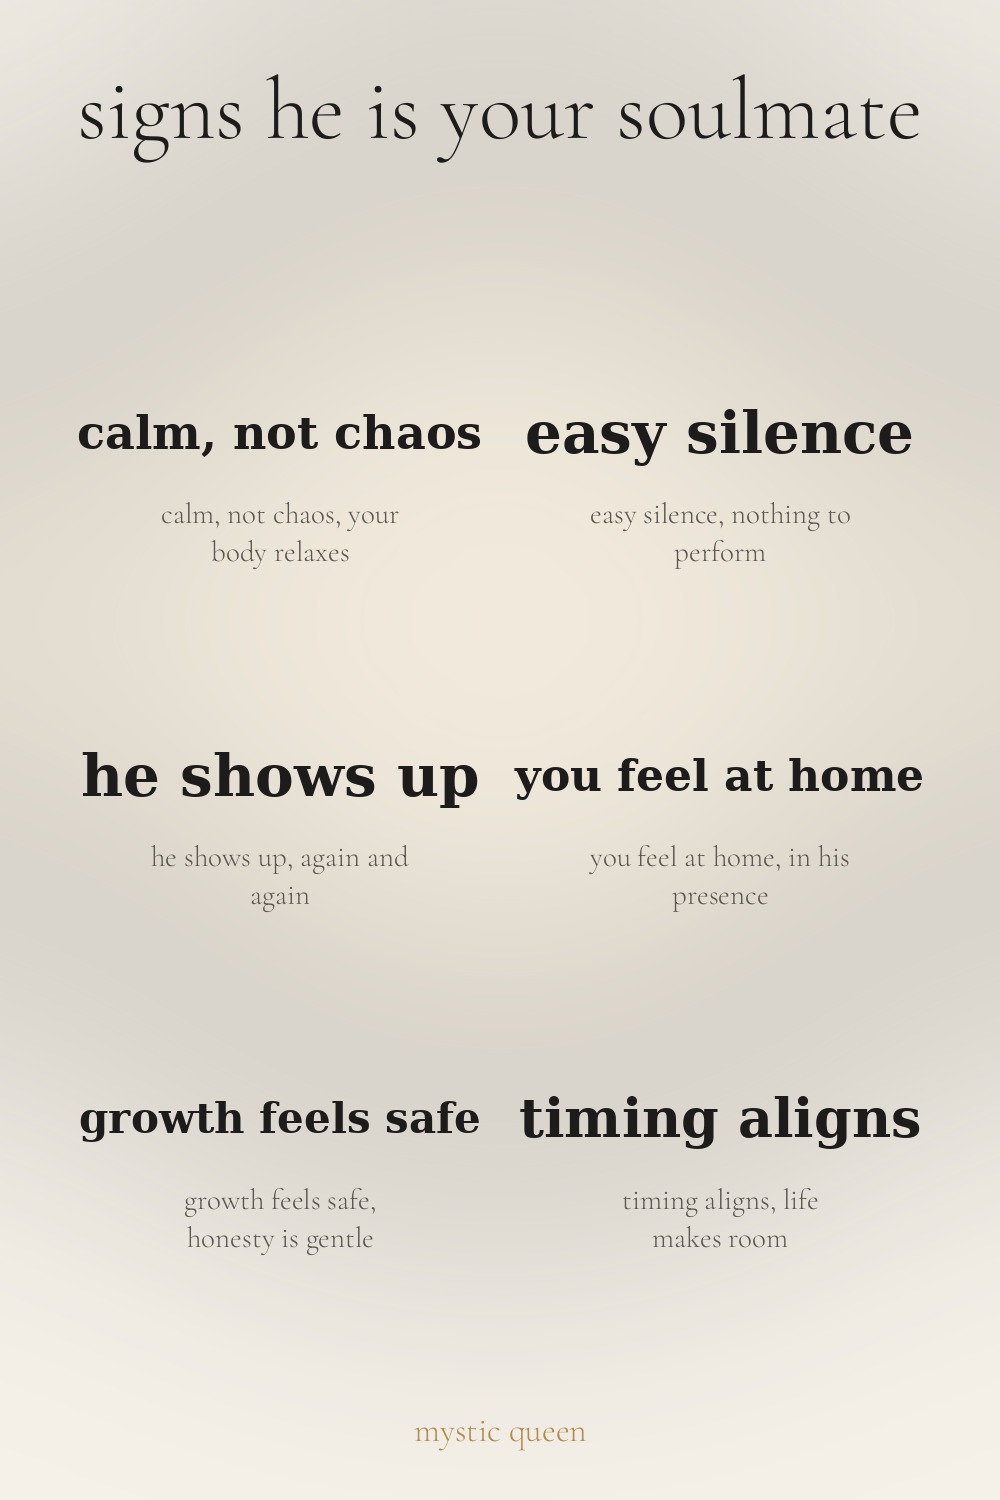 signs he is your soulmate
calm, not chaos
calm, not chaos, your
body relaxes
easy silence
easy silence, nothing to
perform
he shows up
he shows up, again and
again
you feel at home
you feel at home, in his
presence
growth feels safe
growth feels safe,
honesty is gentle
timing aligns
timing aligns, life
makes room
mystic queen